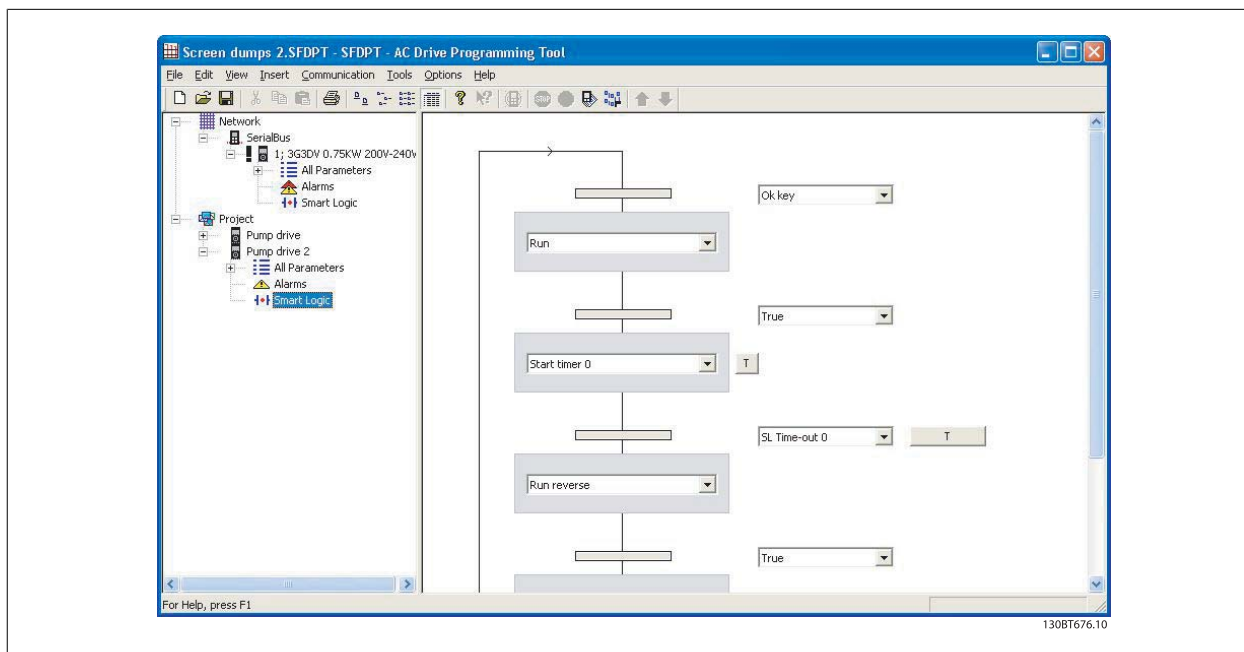 Screen dumps 2.SFDPT - SFDPT - AC Drive Programming Tool
File Edit View Insert Communication Tools Options Help
Network
SerialBus
1; 3G3DV 0.75KW 200V-240V
All Parameters
Alarms
Smart Logic
Project
Pump drive
Pump drive 2
All Parameters
Alarms
Smart Logic
Ok key
Run
True
Start timer 0
T
SL Time-out 0
T
Run reverse
True
For Help, press F1
130BT676.10